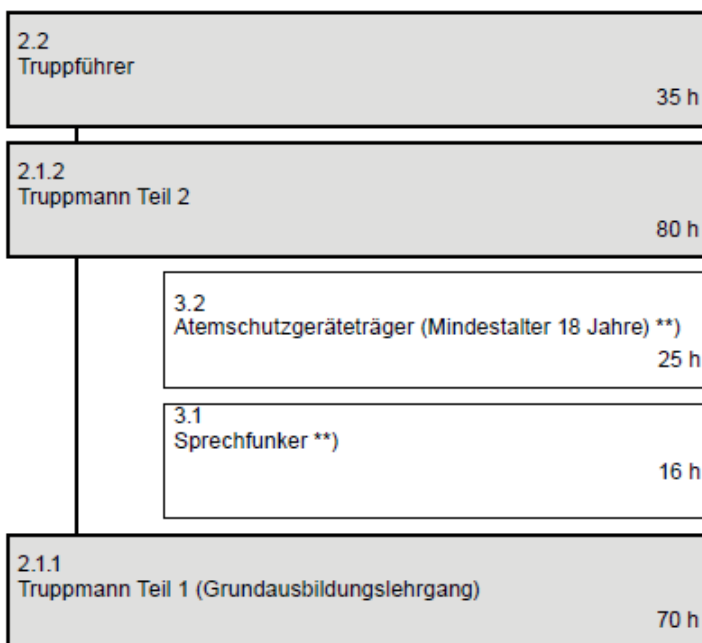 2.2
Truppführer
35 h
2.1.2
Truppmann Teil 2
80 h
3.2
Atemschutzgeräteträger (Mindestalter 18 Jahre) **)
25 h
3.1
Sprechfunker **)
16 h
2.1.1
Truppmann Teil 1 (Grundausbildungslehrgang)
70 h